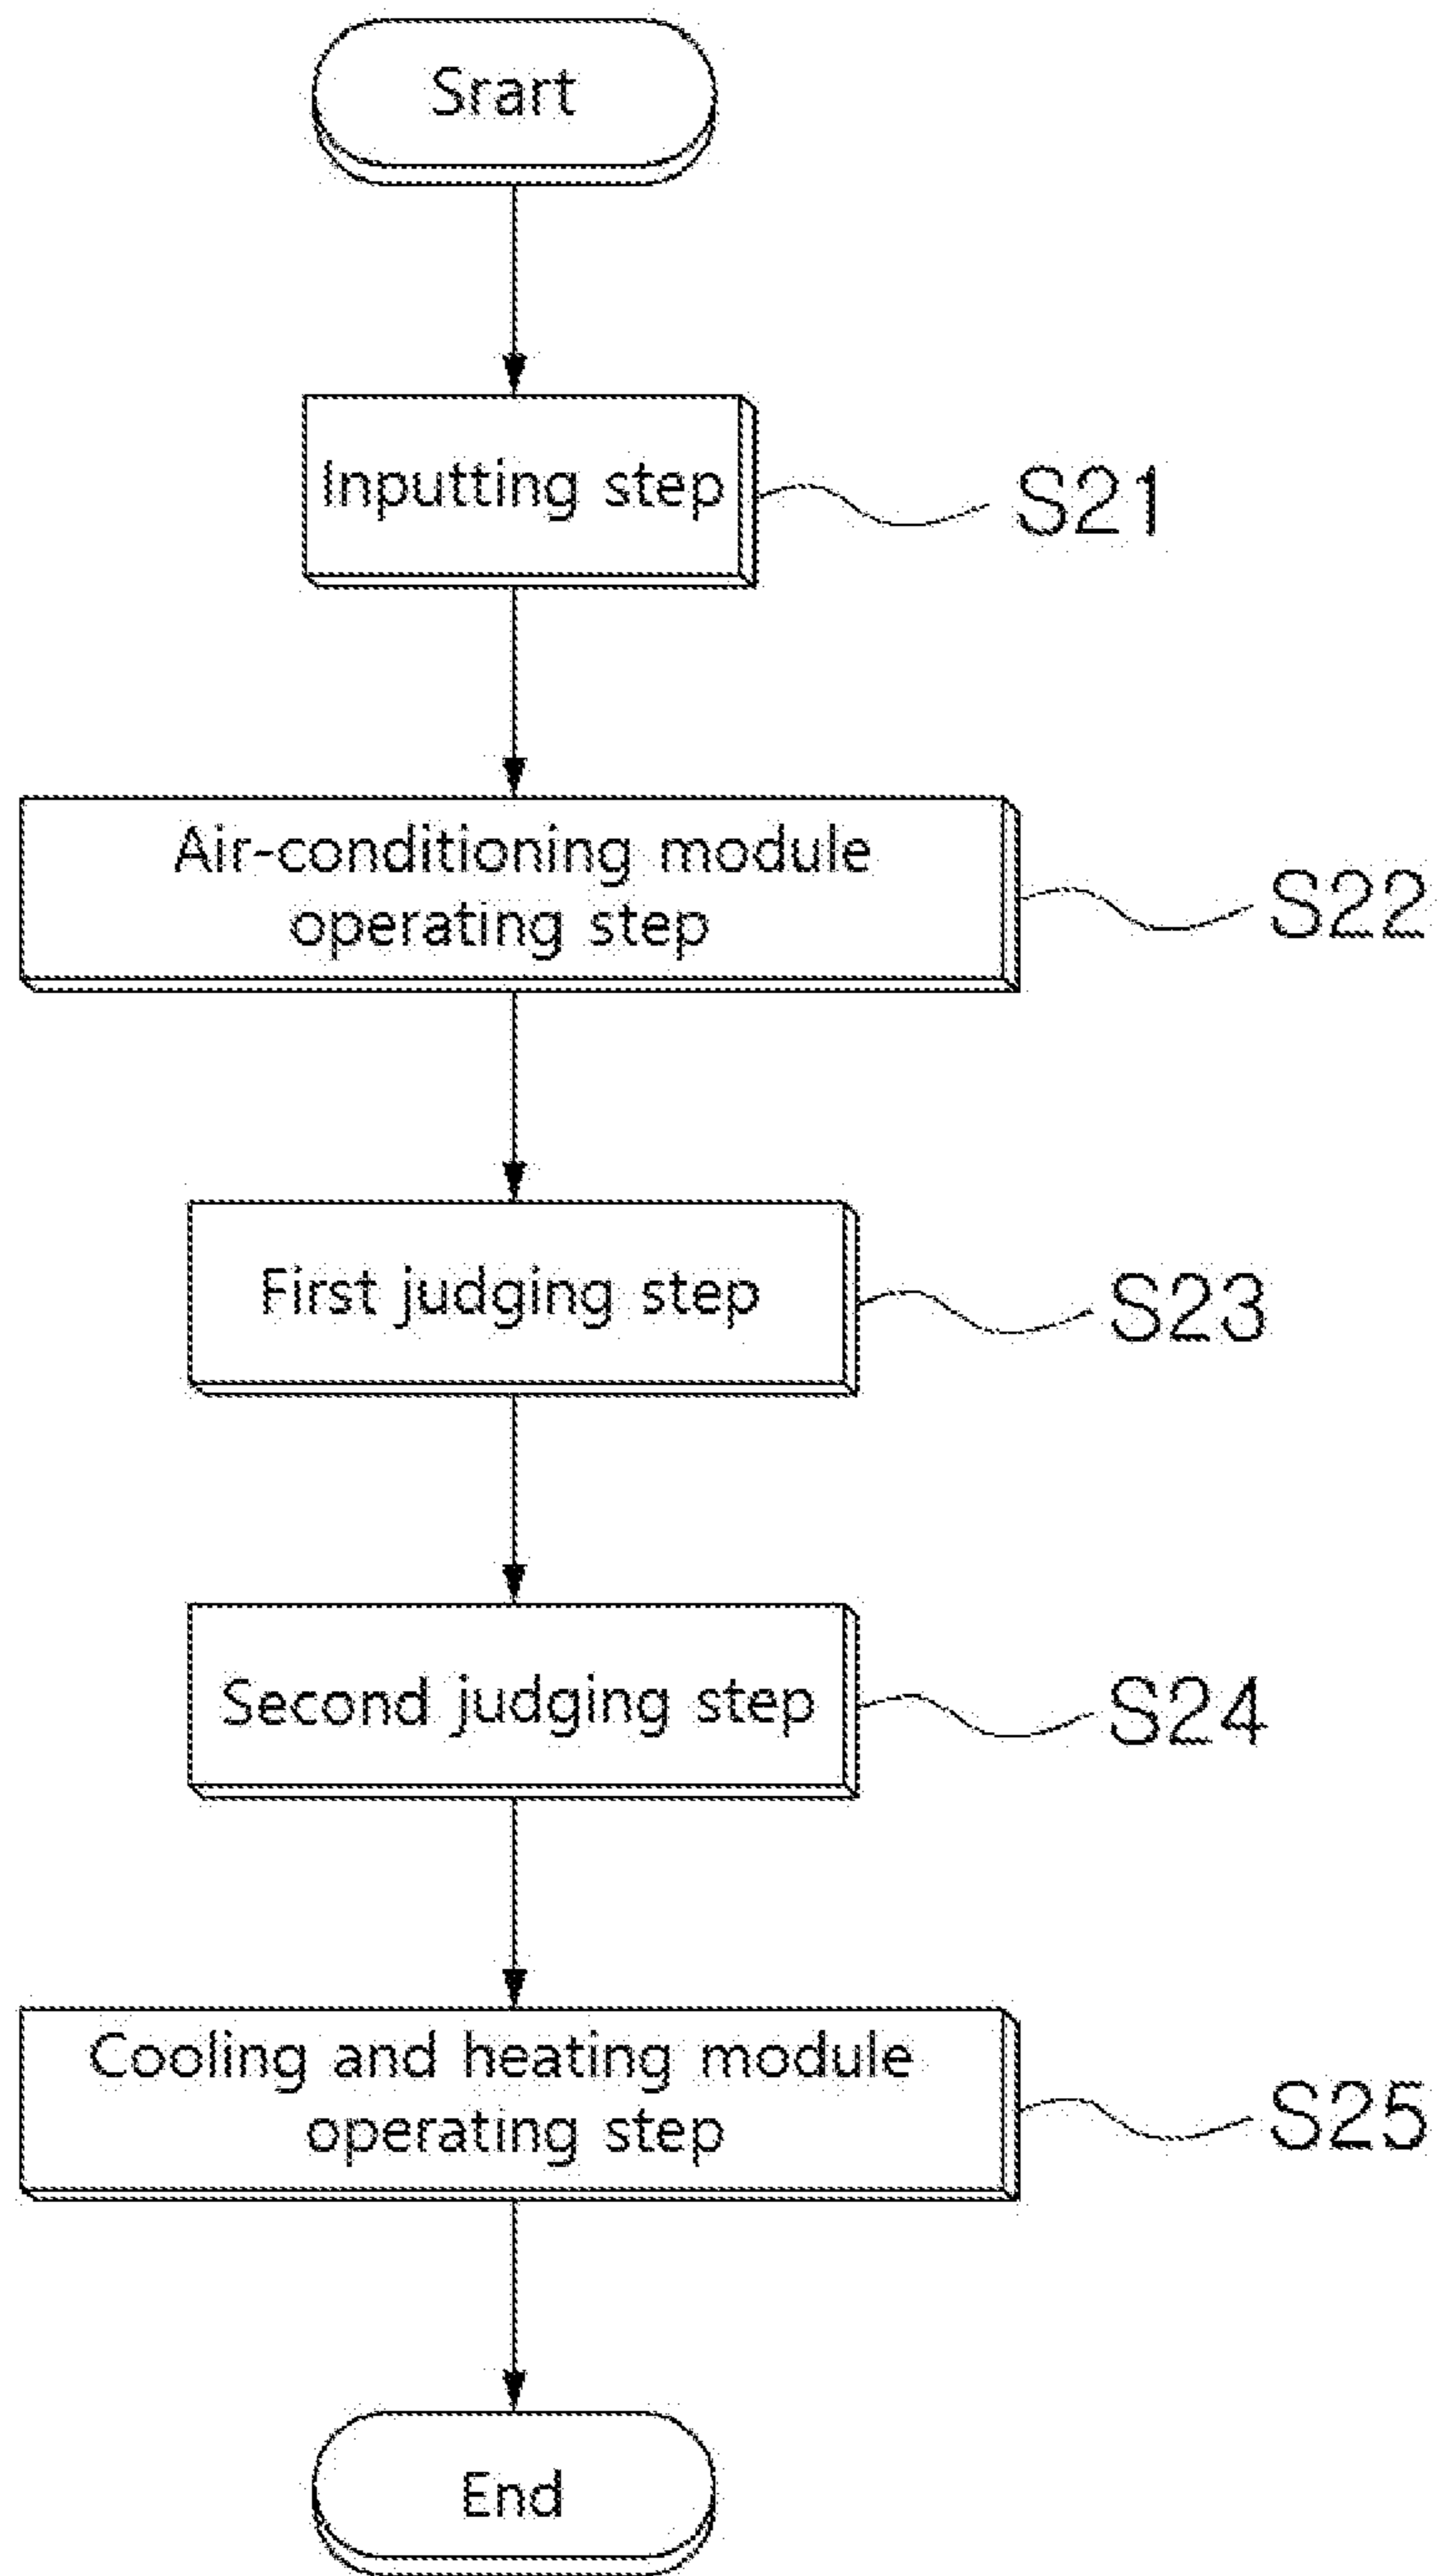 Srart
Inputting step
S21
Air-conditioning module
operating step
S22
First judging step
S23
Second judging step
S24
Cooling and heating module
operating step
S25
End